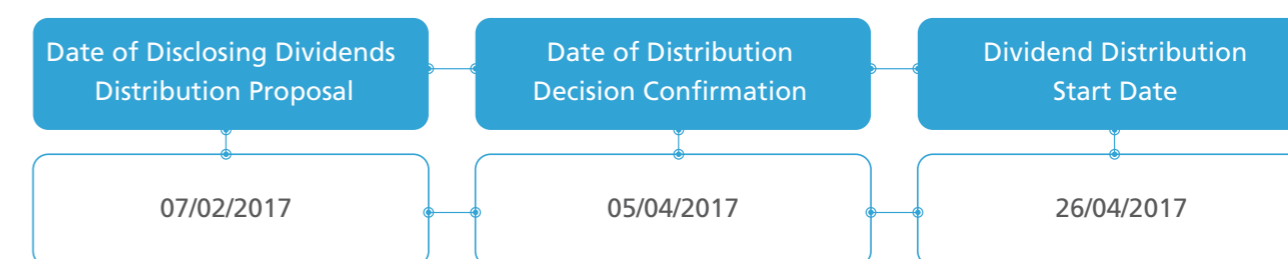 Date of Disclosing Dividends
Distribution Proposal
Date of Distribution
Decision Confirmation
Dividend Distribution
Start Date
07/02/2017
05/04/2017
26/04/2017